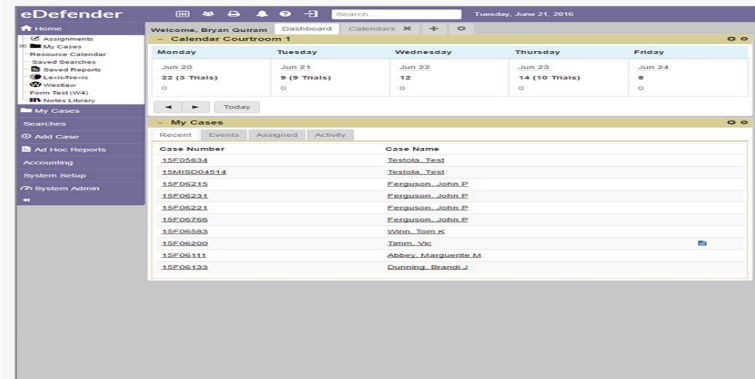 eDefender
Search...
Tuesday, June 21, 2016
Home
Assignments
My Cases
Resource Calendar
Saved Searches
Saved Reports
Lexis/Nexis
Westlaw
Form Test (W4)
Notes Library
My Cases
Searches
Add Case
Ad Hoc Reports
Accounting
System Setup
System Admin
Welcome, Bryan Quiram Dashboard Calendars
Calendar Courtroom 1
Monday Tuesday Wednesday Thursday Friday
Jun 20 Jun 21 Jun 22 Jun 23 Jun 24
22 (3 Trials) 9 (9 Trials) 12 14 (10 Trials) 8
0 0 0 0 0
Today
My Cases
Recent Events Assigned Activity
Case Number Case Name
15F05834 Testola, Test
15MISD04514 Testola, Test
15F06215 Ferguson, John P
15F06231 Ferguson, John P
15F06221 Ferguson, John P
15F06766 Ferguson, John P
15F06583 Winn, Tom K
15F06200 Timm, Vic
15F06111 Abbey, Marguerite M
15F06133 Dunning, Brandi J